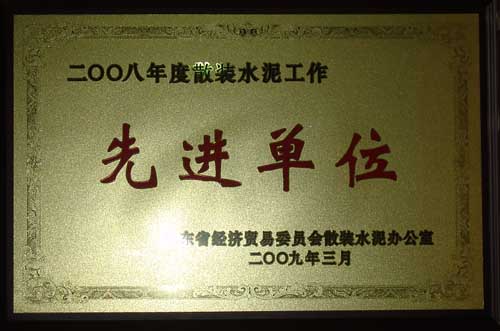 二〇〇八年度散装水泥工作
先进单位
东省经济贸易委员会散装水泥办公室
二〇〇九年三月